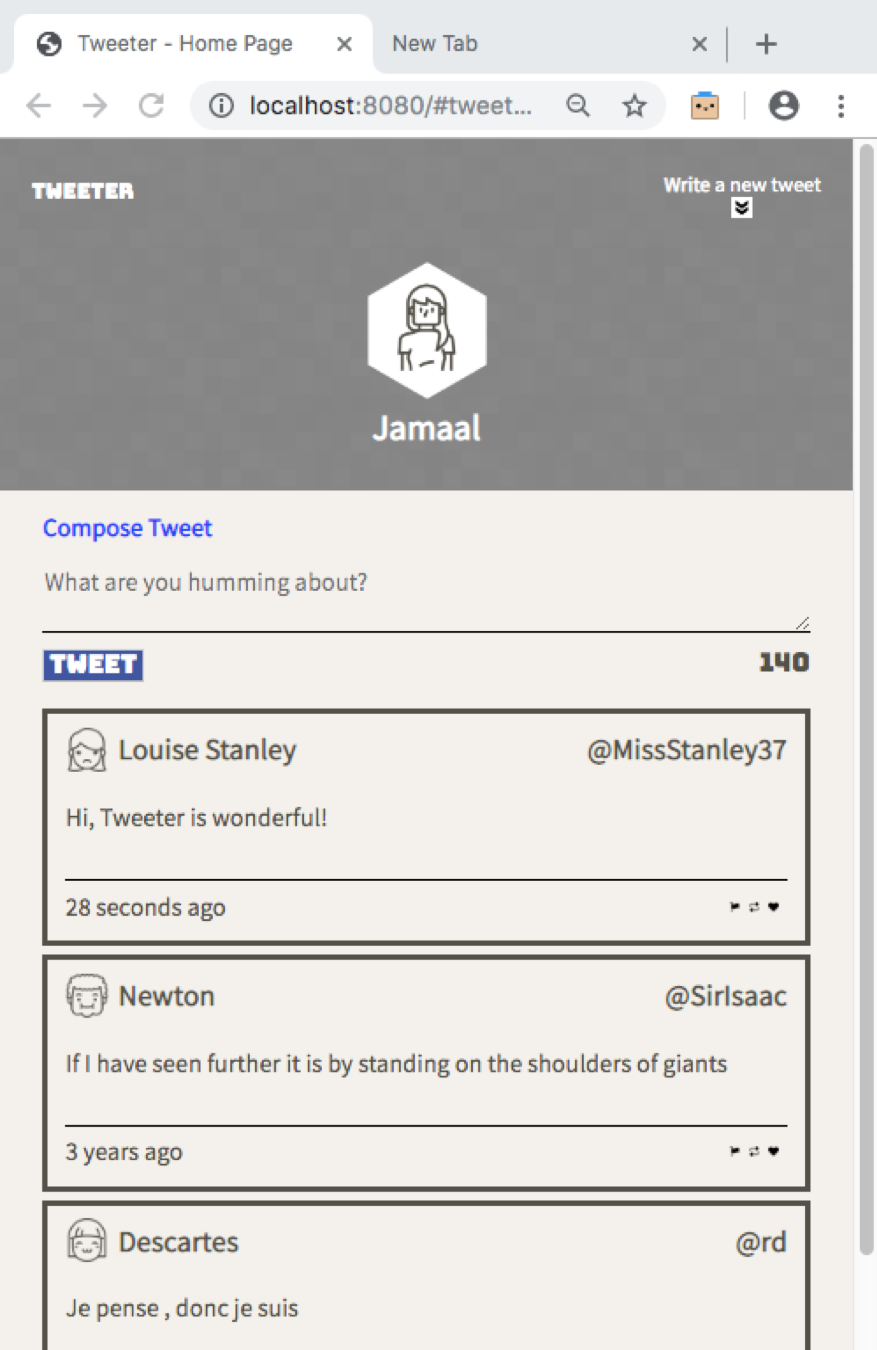 Tweeter - Home Page
New Tab
localhost:8080/#tweet...
TWEETER
Write a new tweet
Jamaal
Compose Tweet
What are you humming about?
TWEET
140
Louise Stanley
@MissStanley37
Hi, Tweeter is wonderful!
28 seconds ago
Newton
@SirIsaac
If I have seen further it is by standing on the shoulders of giants
3 years ago
Descartes
@rd
Je pense , donc je suis